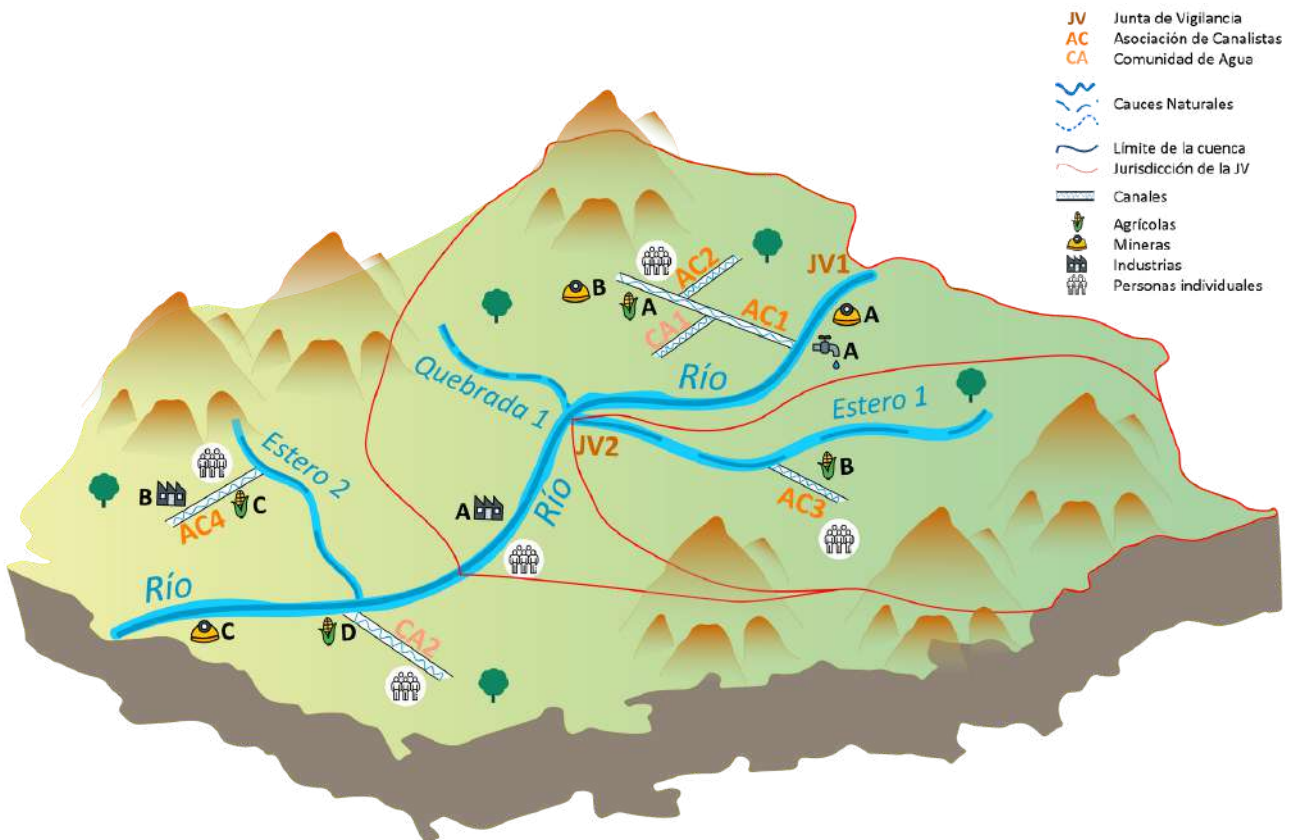 JV Junta de Vigilancia
AC Asociación de Canalistas
CA Comunidad de Agua
Cauces Naturales
Límite de la cuenca
Jurisdicción de la JV
Canales
Agrícolas
Mineras
Industrias
Personas individuales
AC2
JV1
B
A
AC1
A
CA1
A
Quebrada 1
Río
Estero 1
JV2
Estero 2
B
B
C
AC4
A
Río
AC3
Río
C
D
CA2